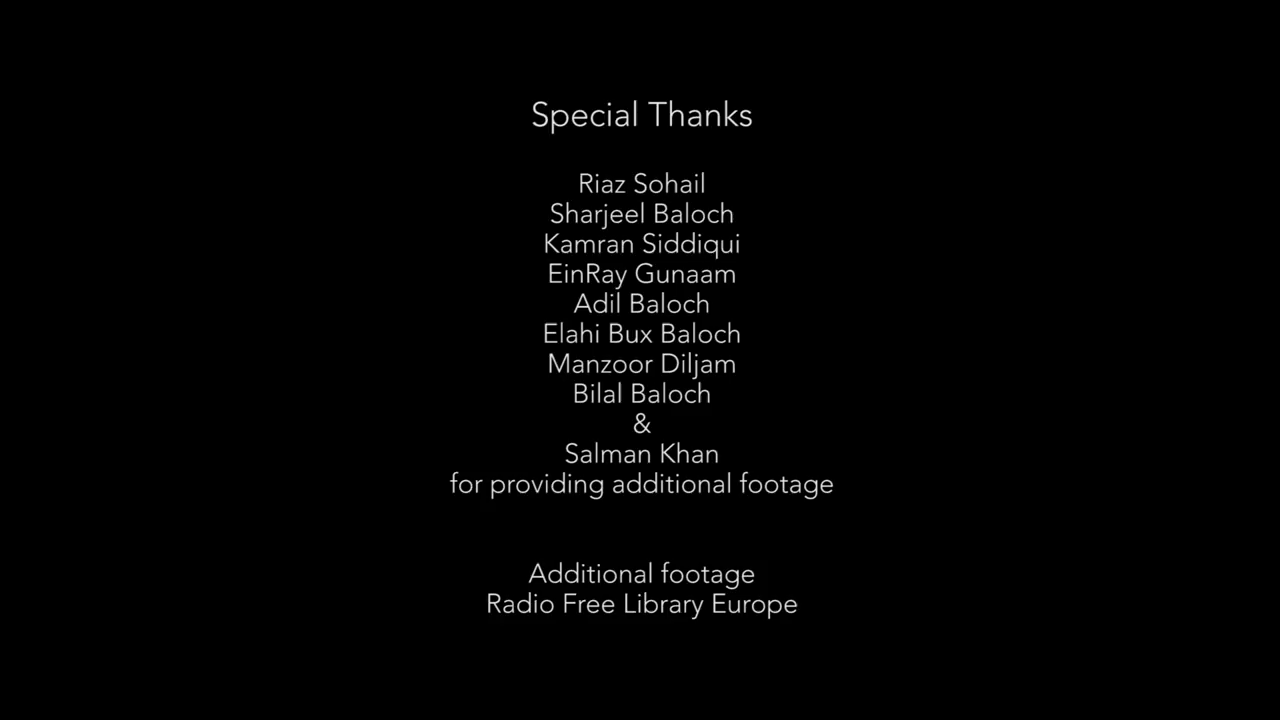 Special Thanks
Riaz Sohail
Sharjeel Baloch
Kamran Siddiqui
EinRay Gunaam
Adil Baloch
Elahi Bux Baloch
Manzoor Diljam
Bilal Baloch
&
Salman Khan
for providing additional footage
Additional footage
Radio Free Library Europe